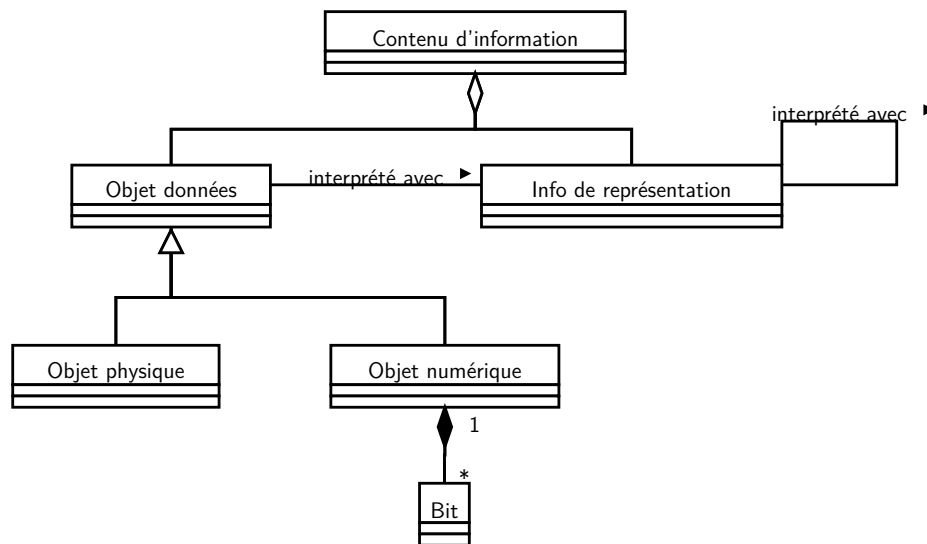 Contenu d'information
interprété avec ►
Objet données
interprété avec ►
Info de représentation
Objet physique
Objet numérique
1
*
Bit